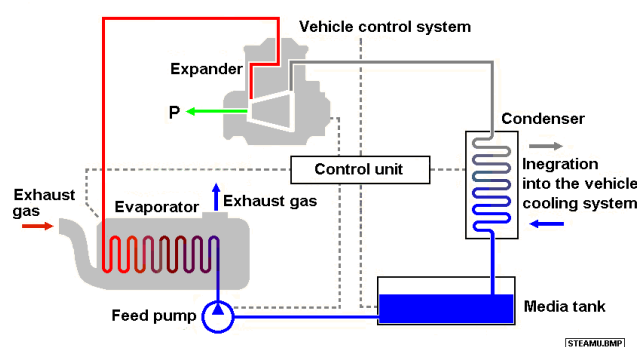 Vehicle control system
Expander
P
Condenser
Control unit
Inegration
into the vehicle
cooling system
Exhaust
gas
Evaporator
Exhaust gas
Feed pump
Media tank
STEAMU.BMP